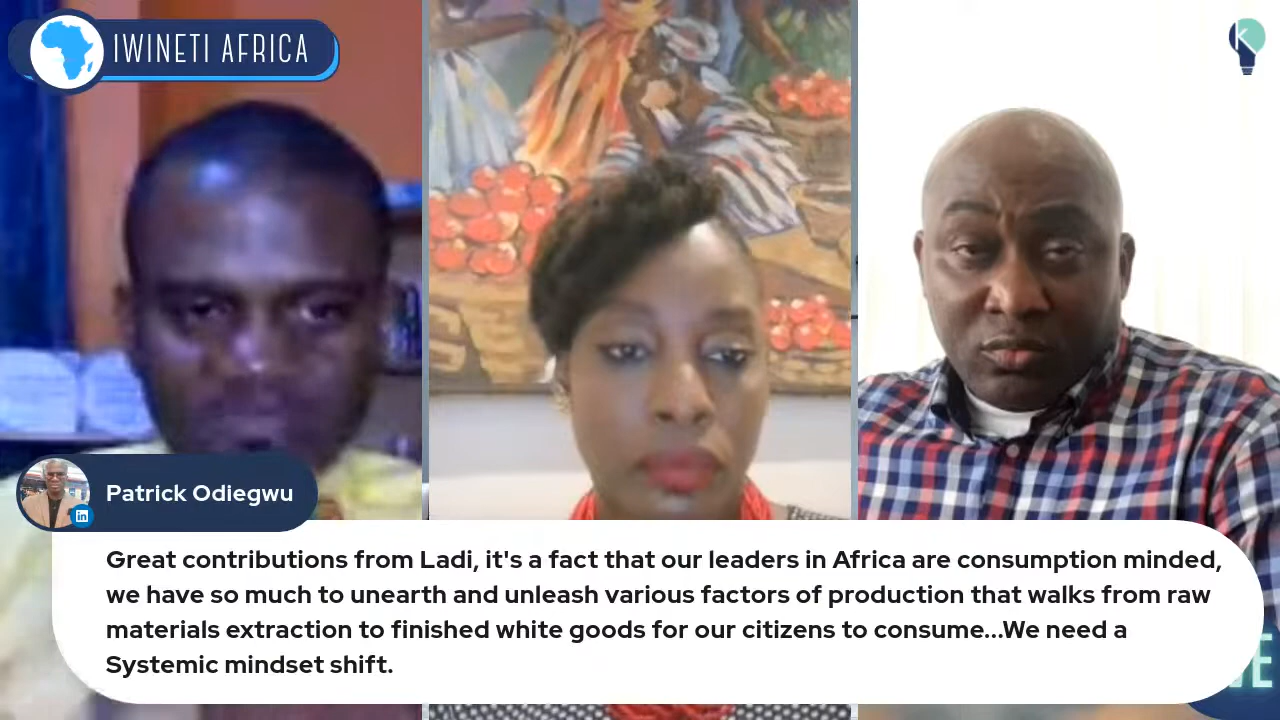 IWINETI AFRICA
K
Patrick Odiegwu
in
Great contributions from Ladi, it's a fact that our leaders in Africa are consumption minded,
we have so much to unearth and unleash various factors of production that walks from raw
materials extraction to finished white goods for our citizens to consume...We need a
Systemic mindset shift.